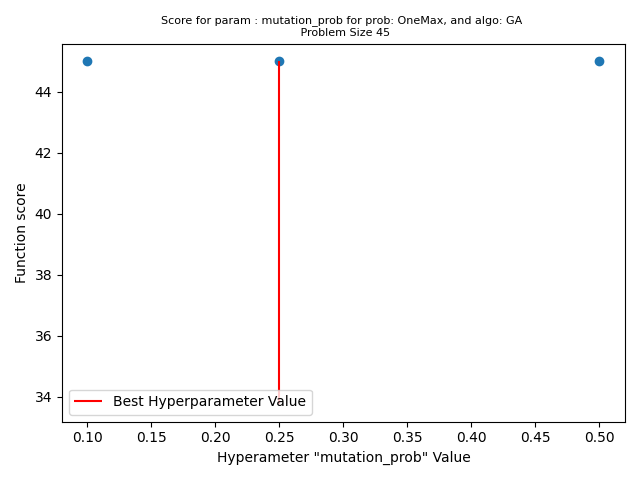 Score for param : mutation_prob for prob: OneMax, and algo: GA
Problem Size 45
Function score
44
42
40
38
36
34
Best Hyperparameter Value
0.10 0.15 0.20 0.25 0.30 0.35 0.40 0.45 0.50
Hyperameter "mutation_prob" Value